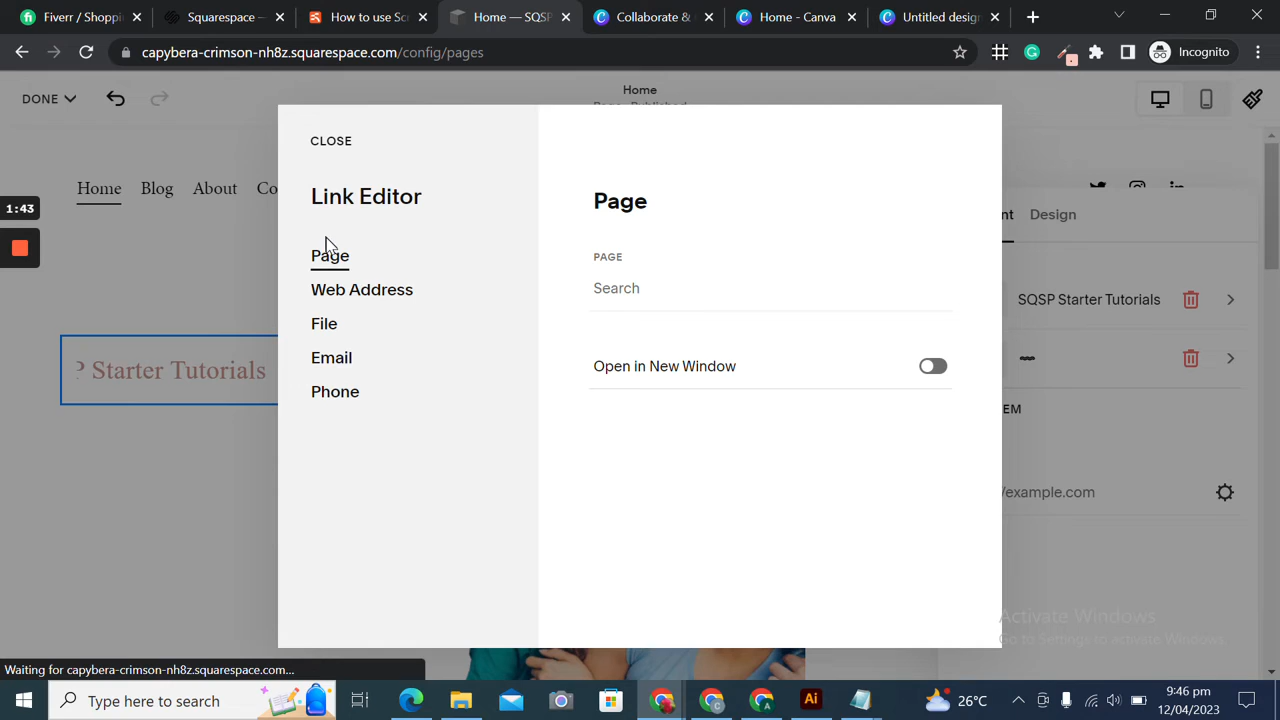 Fiverr / Shoppi
Squarespace —
How to use Scr
Home — SQSP
Collaborate &
Home - Canva
Untitled design
capybera-crimson-nh8z.squarespace.com/config/pages
Incognito
DONE
Home
Page · Published
CLOSE
Link Editor
Page
Web Address
File
Email
Phone
Page
PAGE
Search
Open in New Window
Home Blog About Co
1:43
P Starter Tutorials
nt Design
SQSP Starter Tutorials
EM
/example.com
Activate Windows
Go to Settings to activate Windows.
Waiting for capybera-crimson-nh8z.squarespace.com...
Type here to search
26°C
9:46 pm
12/04/2023